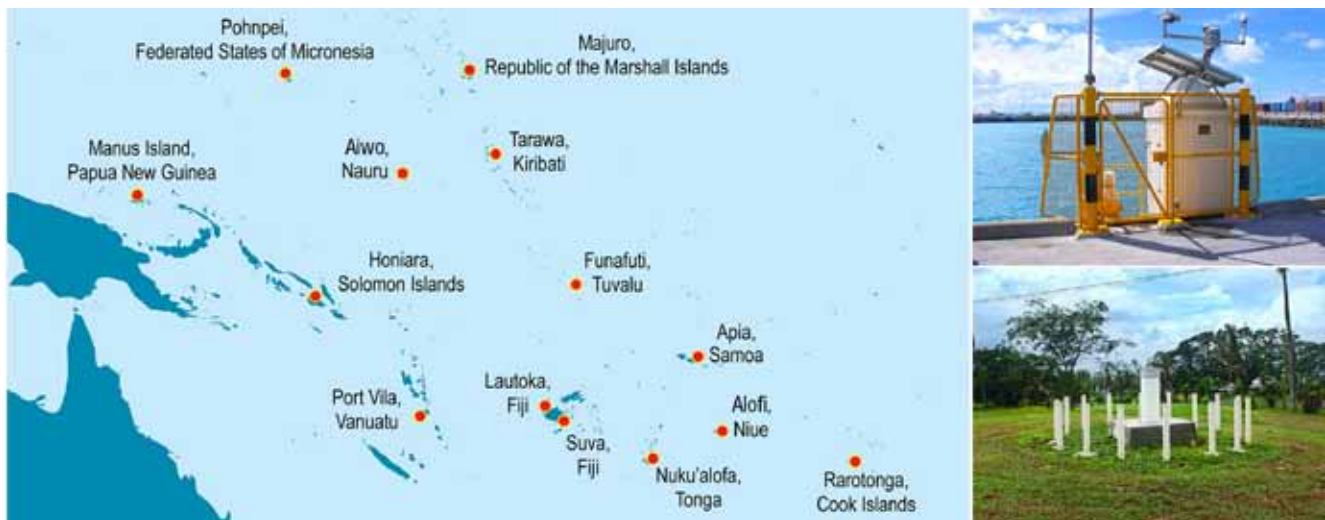 Pohnpei,
Federated States of Micronesia
Majuro,
Republic of the Marshall Islands
Manus Island,
Papua New Guinea
Aiwo,
Nauru
Tarawa,
Kiribati
Honiara,
Solomon Islands
Funafuti,
Tuvalu
Apia,
Samoa
Port Vila,
Vanuatu
Lautoka,
Fiji
Suva,
Fiji
Alofi,
Niue
Nuku'alofa,
Tonga
Rarotonga,
Cook Islands